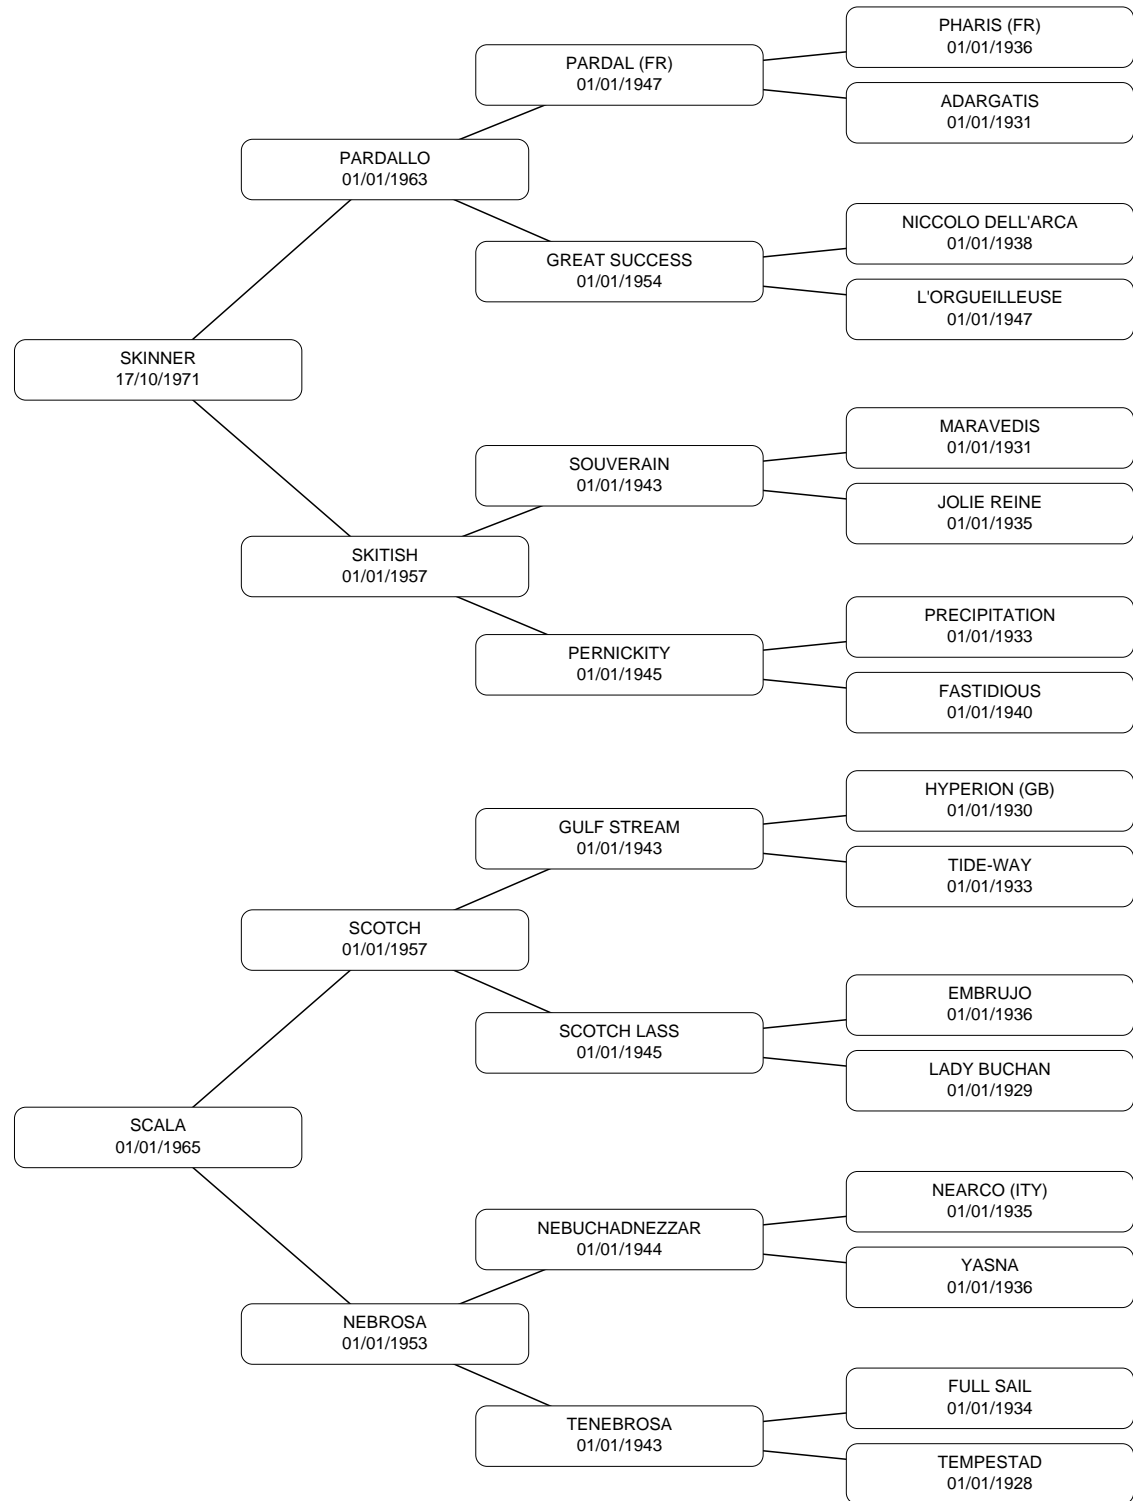 PHARIS (FR)
01/01/1936
PARDAL (FR)
01/01/1947
ADARGATIS
01/01/1931
PARDALLO
01/01/1963
NICCOLO DELL'ARCA
01/01/1938
GREAT SUCCESS
01/01/1954
L'ORGUEILLEUSE
01/01/1947
SKINNER
17/10/1971
MARAVEDIS
01/01/1931
SOUVERAIN
01/01/1943
JOLIE REINE
01/01/1935
SKITISH
01/01/1957
PRECIPITATION
01/01/1933
PERNICKITY
01/01/1945
FASTIDIOUS
01/01/1940
HYPERION (GB)
01/01/1930
GULF STREAM
01/01/1943
TIDE-WAY
01/01/1933
SCOTCH
01/01/1957
EMBRUJO
01/01/1936
SCOTCH LASS
01/01/1945
LADY BUCHAN
01/01/1929
SCALA
01/01/1965
NEARCO (ITY)
01/01/1935
NEBUCHADNEZZAR
01/01/1944
YASNA
01/01/1936
NEBROSA
01/01/1953
FULL SAIL
01/01/1934
TENEBROSA
01/01/1943
TEMPESTAD
01/01/1928